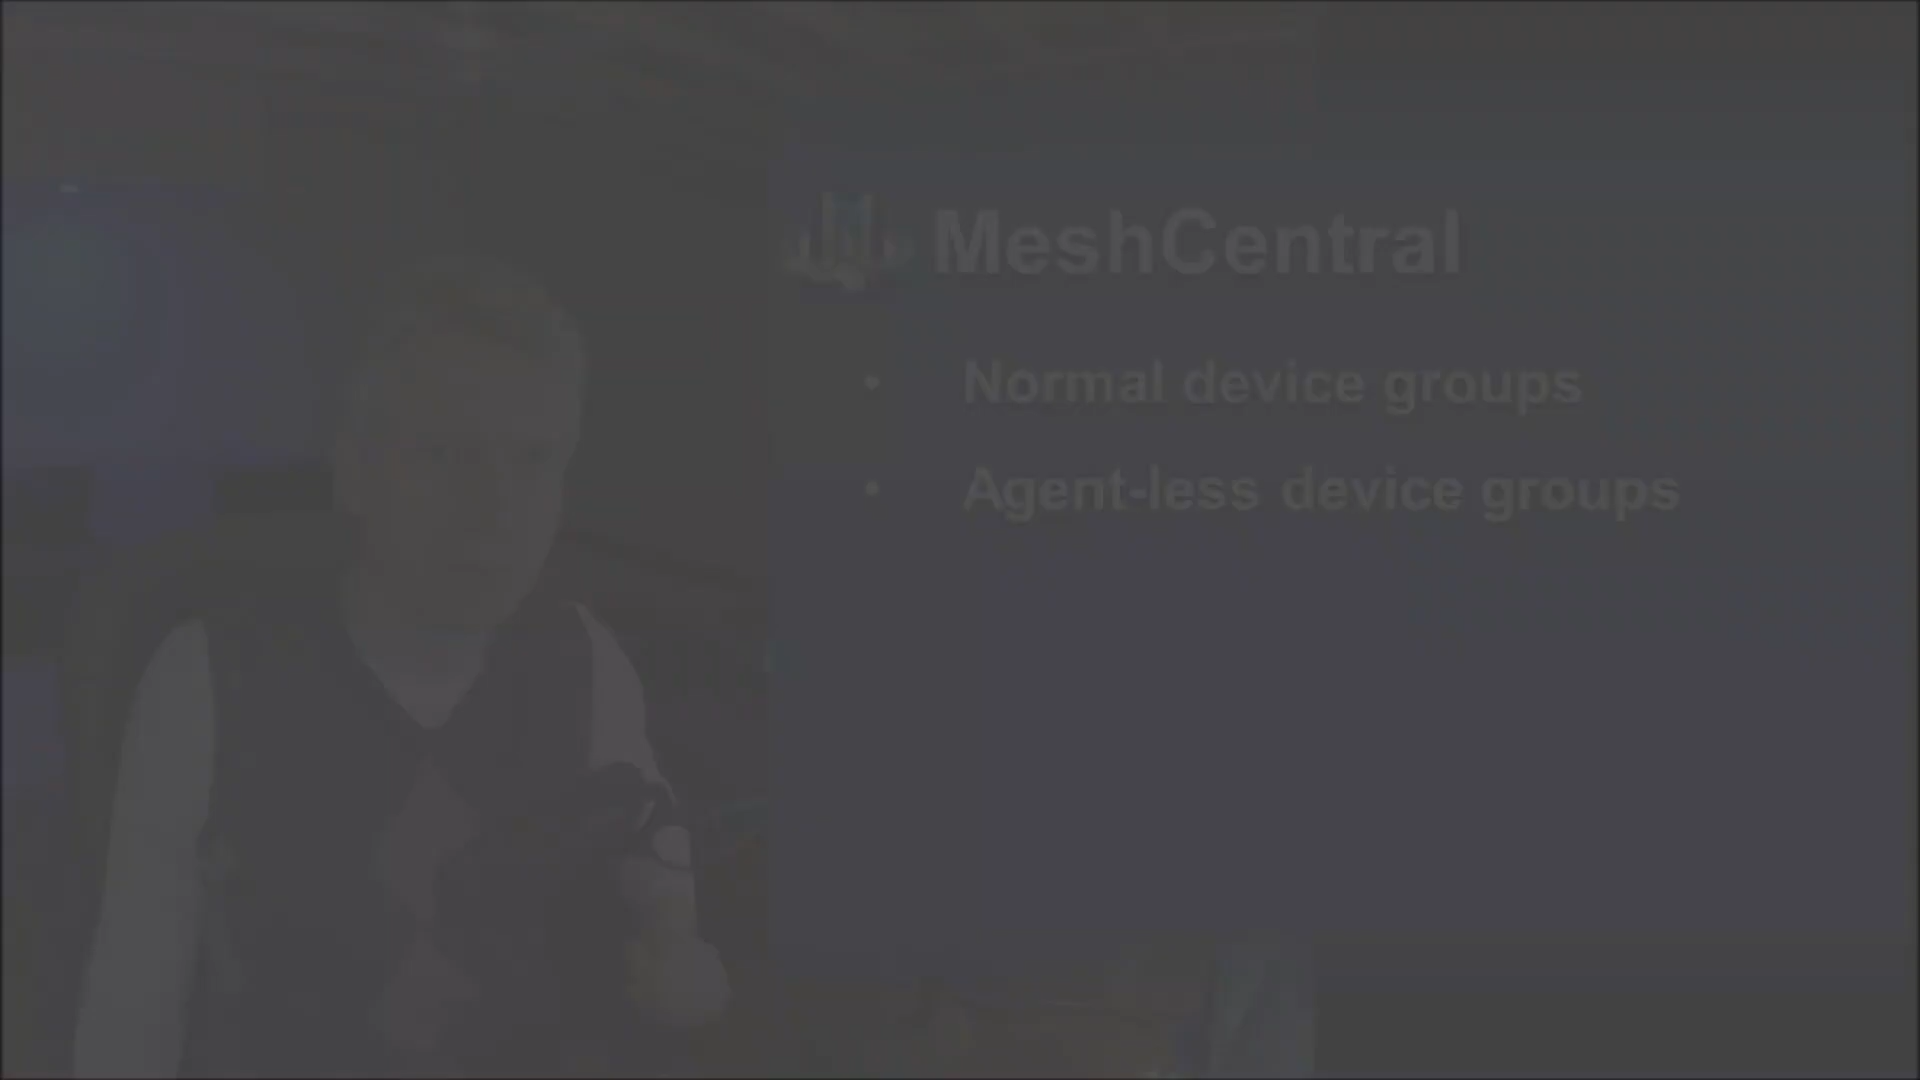 MeshCentral
• Normal device groups
• Agent-less device groups